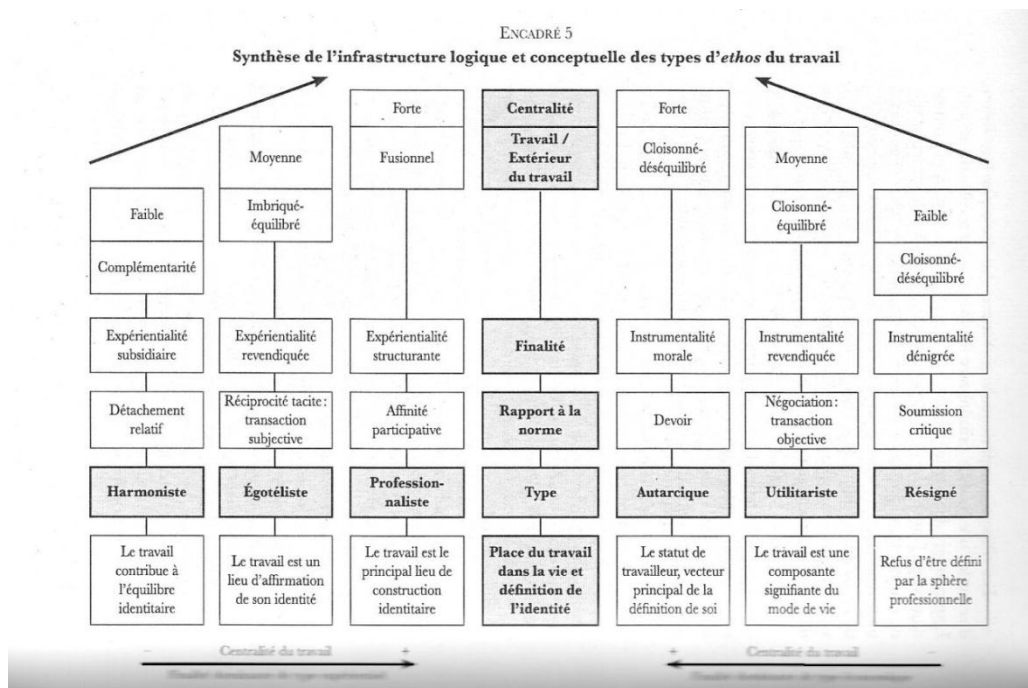 ENCADRÉ 5
Synthèse de l'infrastructure logique et conceptuelle des types d'ethos du travail
Faible
Complémentarité
Expérientialité
subsidiaire
Détachement
relatif
Harmoniste
Le travail
contribue à
l'équilibre
identitaire
Moyenne
Imbriqué-
équilibré
Expérientialité
revendiquée
Réciprocité tacite :
transaction
subjective
Égotéliste
Le travail est un
lieu d'affirmation
de son identité
Forte
Fusionnel
Expérientialité
structurante
Affinité
participative
Profession-
naliste
Le travail est le
principal lieu de
construction
identitaire
Centralité
Travail /
Extérieur
du travail
Finalité
Rapport à la
norme
Type
Place du travail
dans la vie et
définition de
l'identité
Forte
Cloisonné-
déséquilibré
Instrumentalité
morale
Devoir
Autarcique
Le statut de
travailleur, vecteur
principal de la
définition de soi
Moyenne
Cloisonné-
équilibré
Instrumentalité
revendiquée
Négociation :
transaction
objective
Utilitariste
Le travail est une
composante
signifiante du
mode de vie
Faible
Cloisonné-
déséquilibré
Instrumentalité
dénigrée
Soumission
critique
Résigné
Refus d'être défini
par la sphère
professionnelle
− Centralité du travail +
+ Centralité du travail −